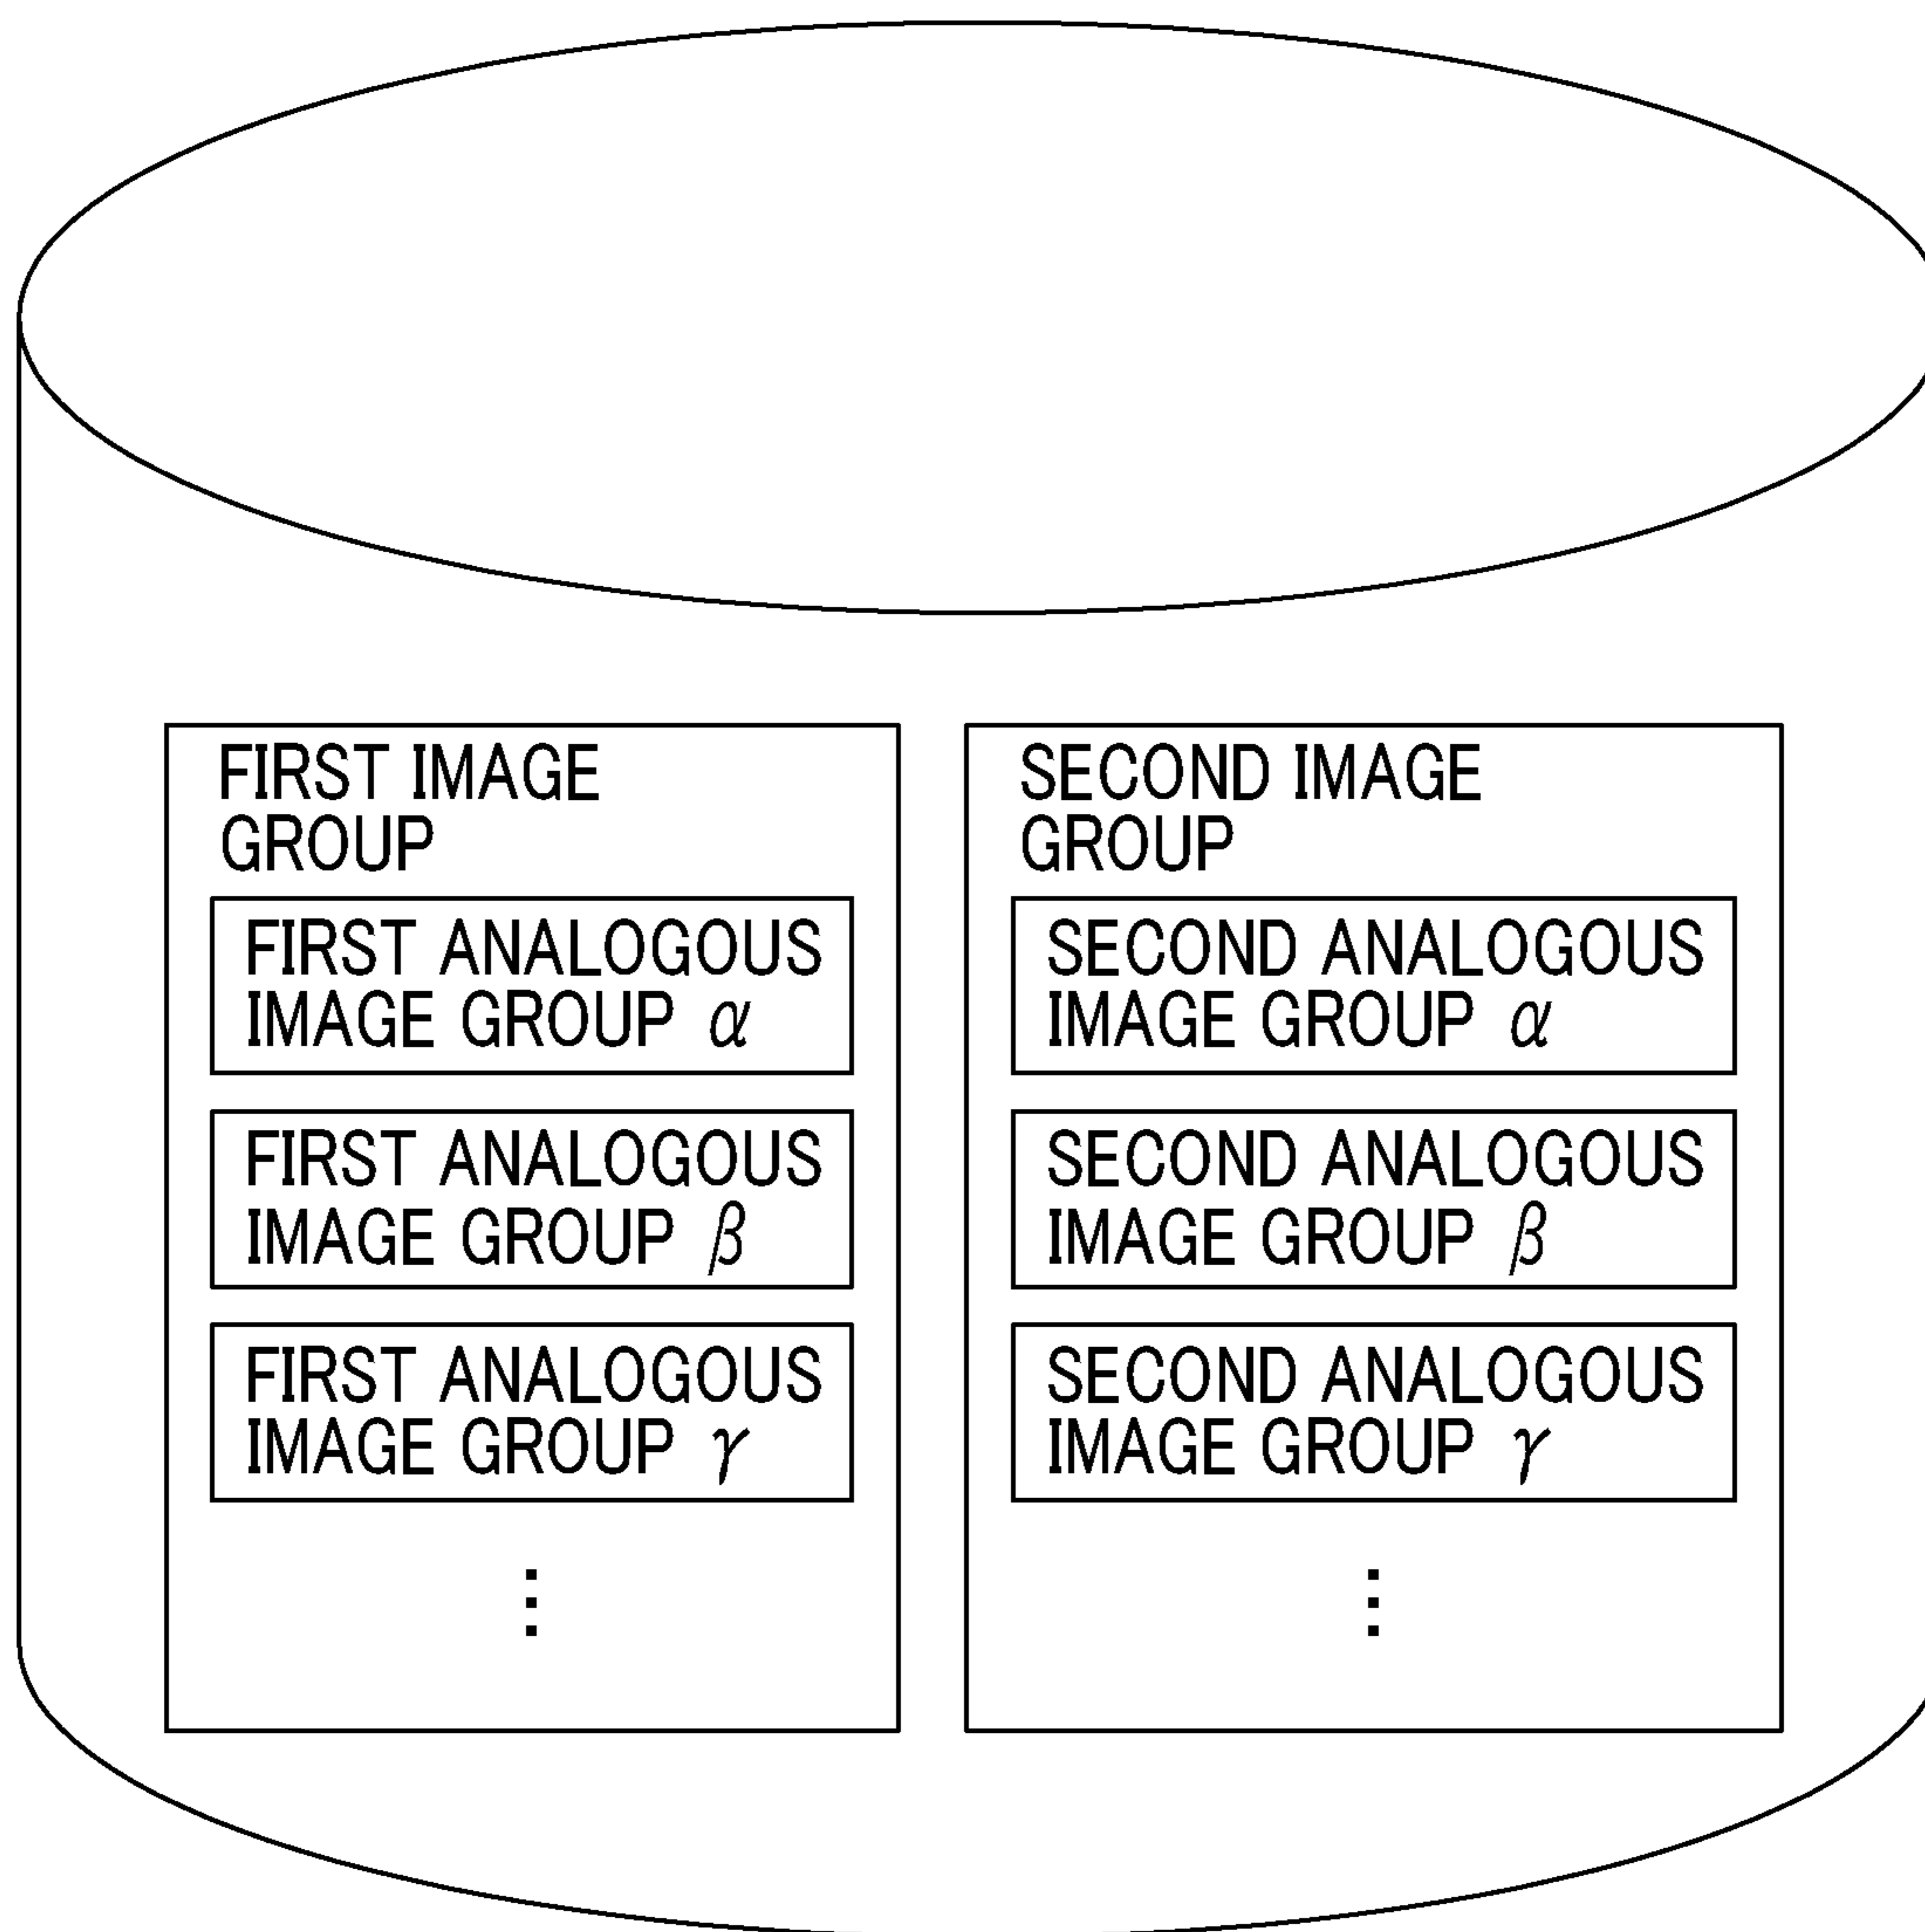 FIRST IMAGE
GROUP
FIRST ANALOGOUS
IMAGE GROUP α
FIRST ANALOGOUS
IMAGE GROUP β
FIRST ANALOGOUS
IMAGE GROUP γ
SECOND IMAGE
GROUP
SECOND ANALOGOUS
IMAGE GROUP α
SECOND ANALOGOUS
IMAGE GROUP β
SECOND ANALOGOUS
IMAGE GROUP γ